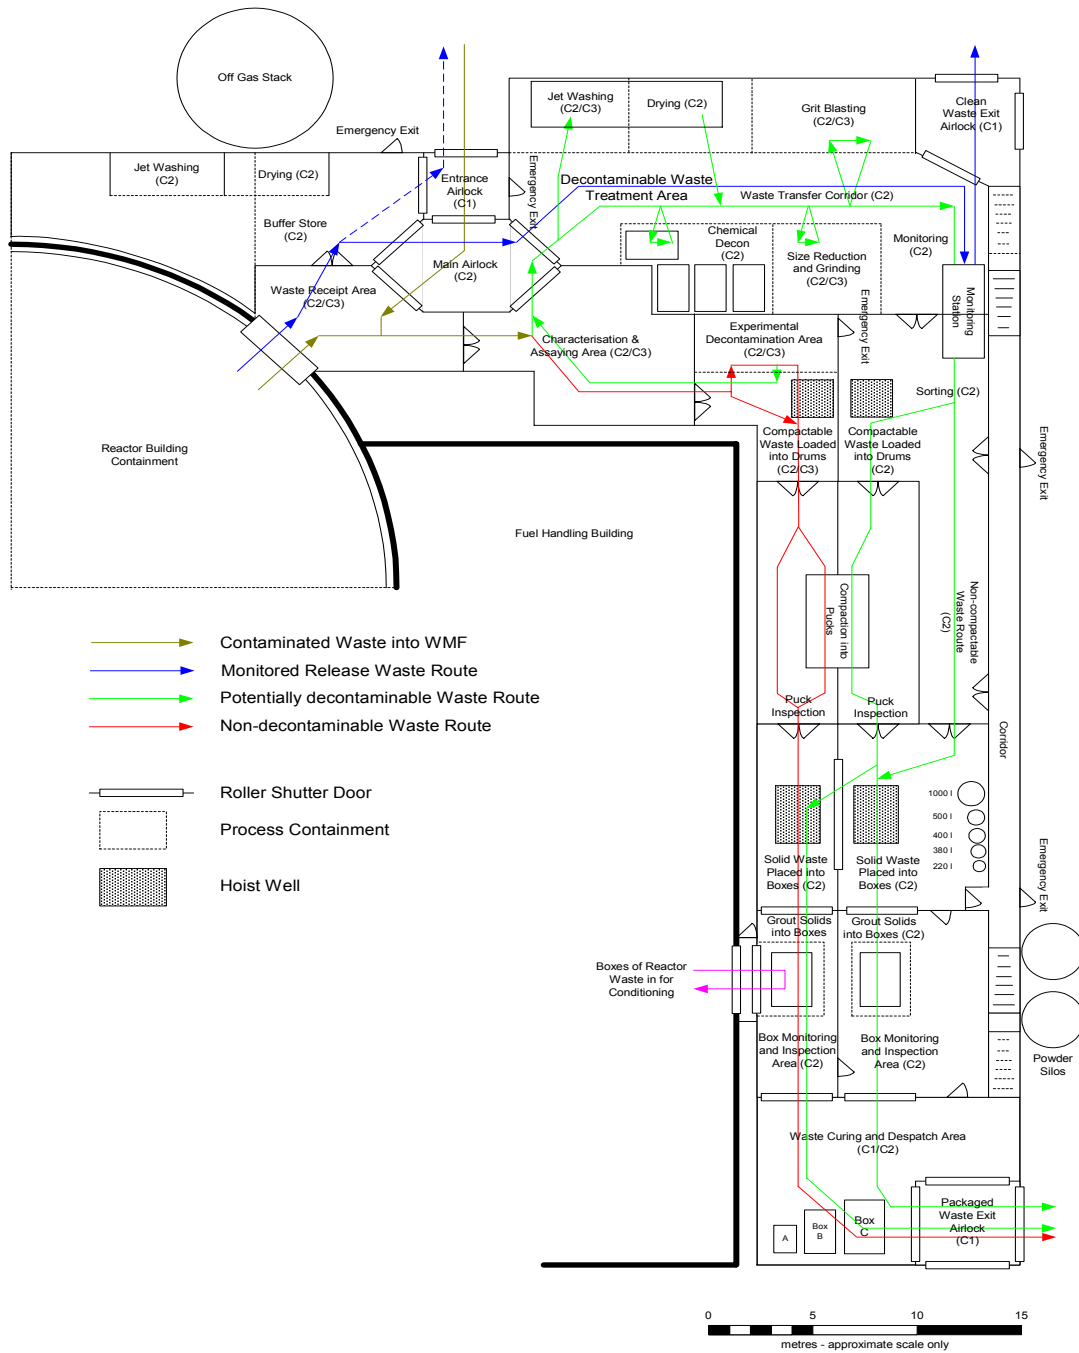 Off Gas Stack
Emergency Exit
Jet Washing
(C2)
Drying (C2)
Buffer Store
(C2)
Entrance
Airlock
(C1)
Emergency Exit
Main Airlock
(C2)
Waste Receipt Area
(C2/C3)
Jet Washing
(C2/C3)
Drying (C2)
Grit Blasting
(C2/C3)
Clean
Waste Exit
Airlock (C1)
Decontaminable Waste
Treatment Area
Waste Transfer Corridor (C2)
Chemical
Decon
(C2)
Size Reduction
and Grinding
(C2/C3)
Monitoring
(C2)
Monitoring
Station
Characterisation &
Assaying Area (C2/C3)
Experimental
Decontamination Area
(C2/C3)
Emergency Exit
Sorting (C2)
Compactable
Waste Loaded
into Drums
(C2/C3)
Compactable
Waste Loaded
into Drums
(C2)
Emergency Exit
Reactor Building
Containment
Fuel Handling Building
Compaction into
Pucks
Non-compactable
Waste Route
(C2)
Puck
Inspection
Puck
Inspection
Corridor
Contaminated Waste into WMF
Monitored Release Waste Route
Potentially decontaminable Waste Route
Non-decontaminable Waste Route
Roller Shutter Door
Process Containment
Hoist Well
1000 l
500 l
400 l
380 l
220 l
Solid Waste
Placed into
Boxes (C2)
Solid Waste
Placed into
Boxes (C2)
Emergency Exit
Grout Solids
into Boxes
Grout Solids
into Boxes (C2)
Boxes of Reactor
Waste in for
Conditioning
Box Monitoring
and Inspection
Area (C2)
Box Monitoring
and Inspection
Area (C2)
Powder
Silos
Waste Curing and Despatch Area
(C1/C2)
A
Box
B
Box
C
Packaged
Waste Exit
Airlock
(C1)
0 5 10 15
metres - approximate scale only